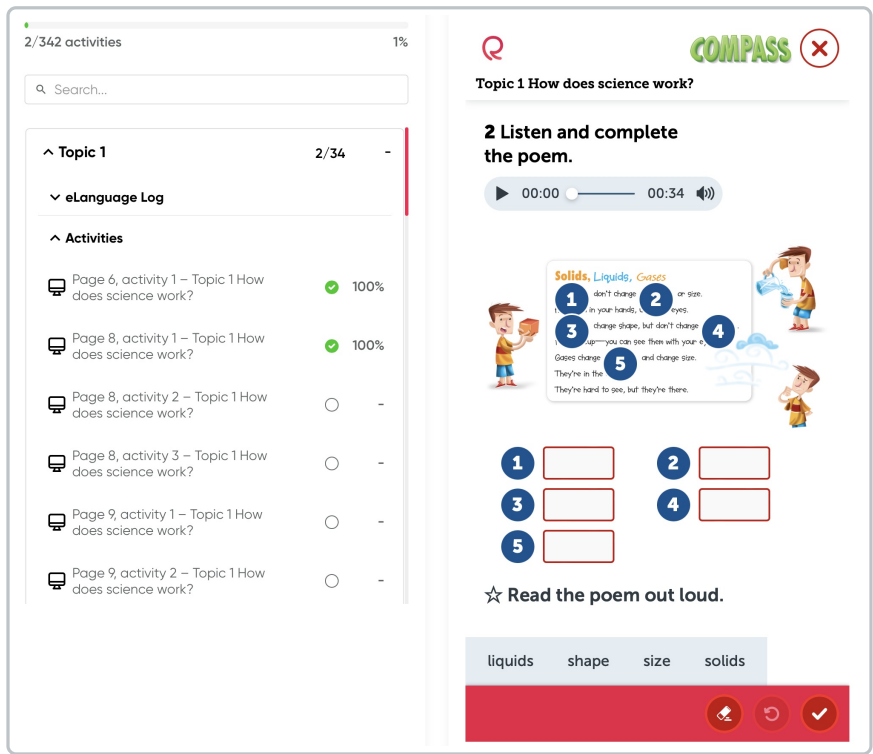 2/342 activities 1%
Search...
Topic 1 2/34 -
eLanguage Log
Activities
Page 6, activity 1 – Topic 1 How
does science work?
100%
Page 8, activity 1 – Topic 1 How
does science work?
100%
Page 8, activity 2 – Topic 1 How
does science work?
-
Page 8, activity 3 – Topic 1 How
does science work?
-
Page 9, activity 1 – Topic 1 How
does science work?
-
Page 9, activity 2 – Topic 1 How
does science work?
-
COMPASS
Topic 1 How does science work?
2 Listen and complete
the poem.
00:00 00:34
Solids, Liquids, Gases
1 don't change 2 or size.
in your hands, eyes.
3 change shape, but don't change 4 .
up—you can see them with your
Gases change 5 and change size.
They're in the
They're hard to see, but they're there.
1 2
3 4
5
☆ Read the poem out loud.
liquids shape size solids